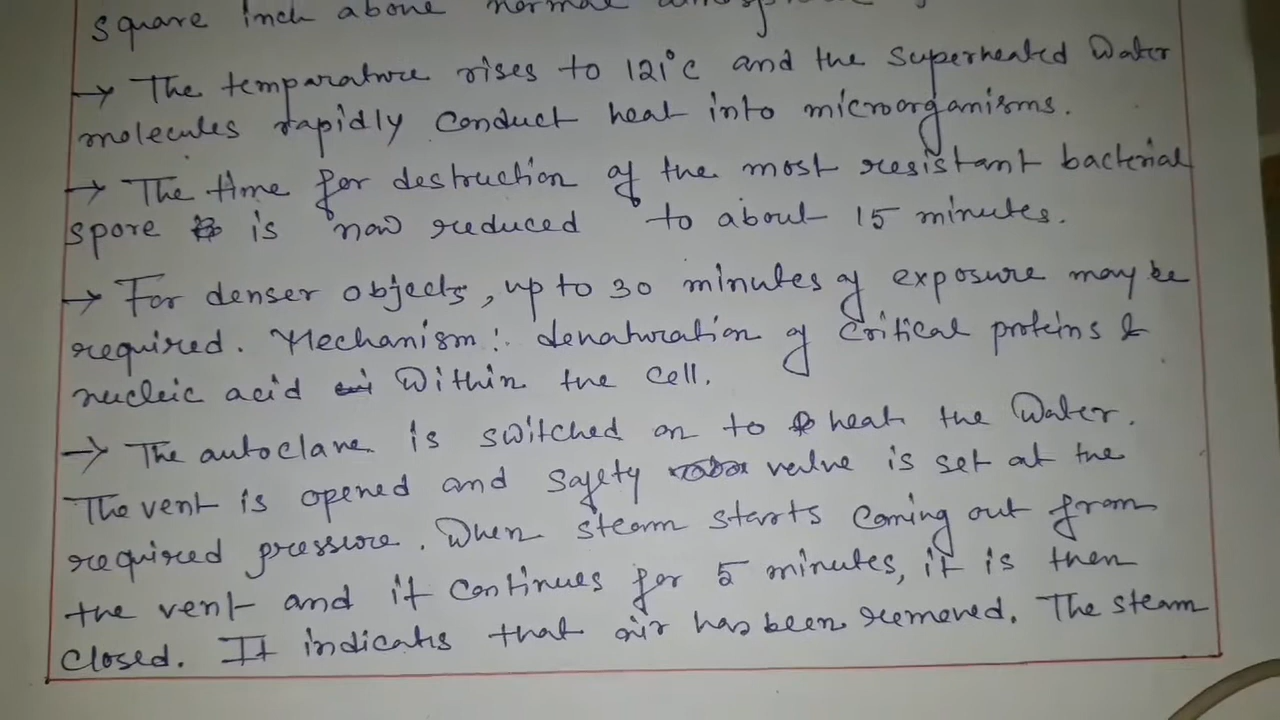 square inch above normal
→ The temparature rises to 121°C and the superheated water
molecules rapidly conduct heat into microorganisms.
→ The time for destruction of the most resistant bacterial
spore is now reduced to about 15 minutes.
→ For denser objects, up to 30 minutes of exposure may be
required. Mechanism: denaturation of critical proteins &
nucleic acid within the cell.
→ The autoclave is switched on to heat the water.
The vent is opened and safety valve is set at the
required pressure. When steam starts coming out from
the vent and it continues for 5 minutes, it is then
closed. It indicates that air has been removed. The steam